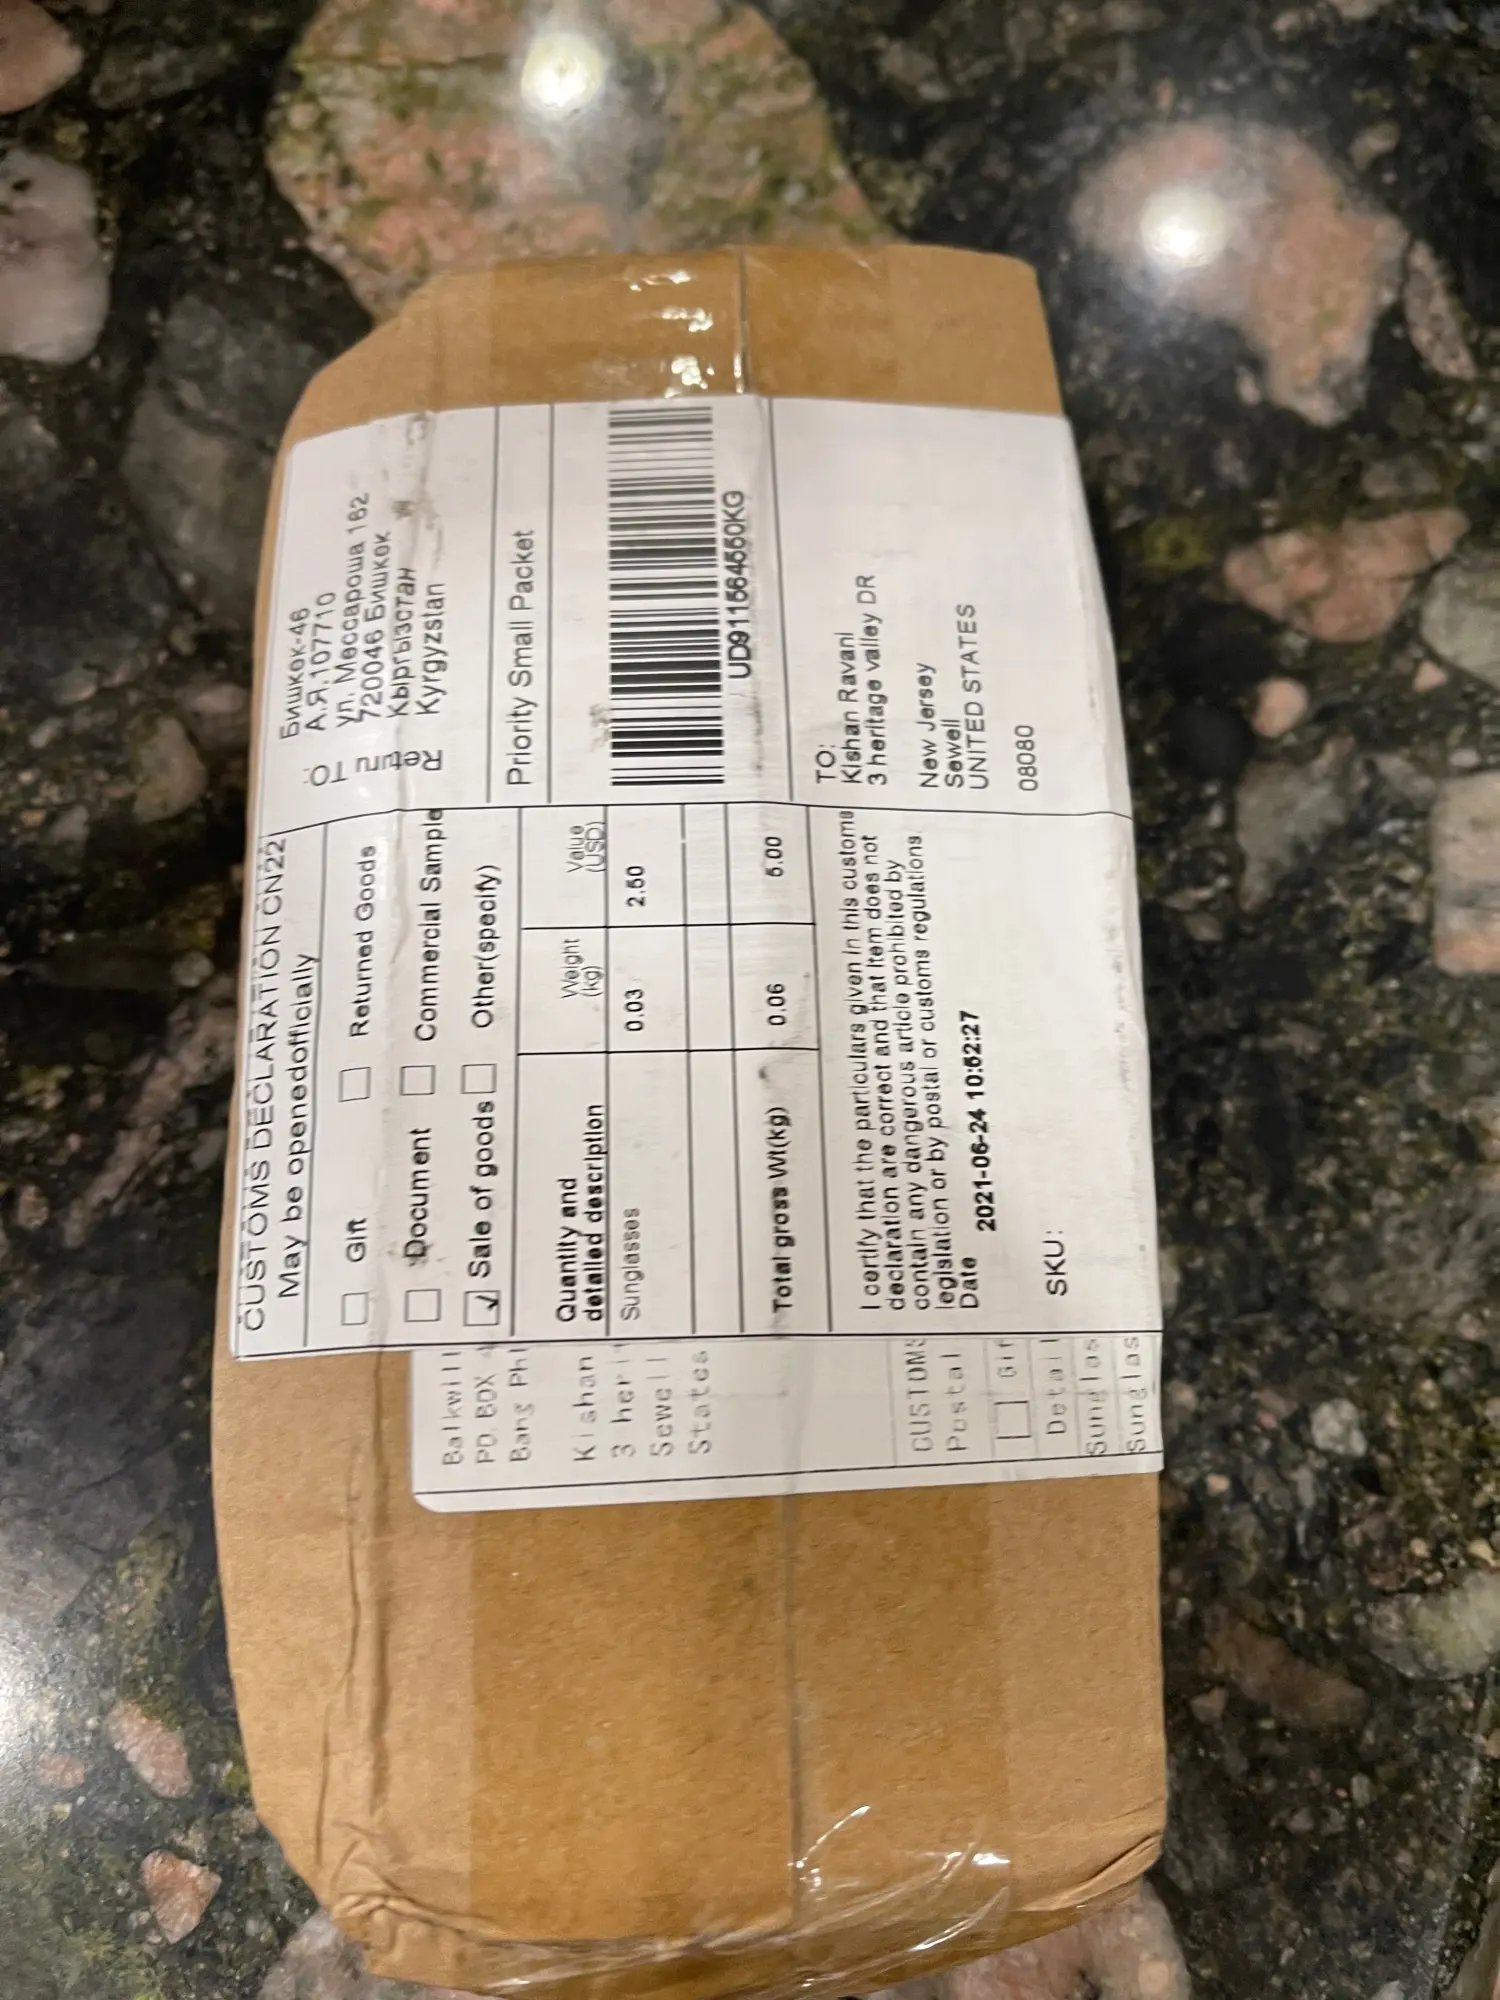 CUSTOMS DECLARATION CN22
May be openedofficially
Gift
Returned Goods
Document
Commercial Sample
Sale of goods
Other(specify)
Quantity and detailed description
Weight (kg)
Value (USD)
Sunglasses 0.03 2.50
Total gross Wt(kg) 0.06 5.00
I certify that the particulars given in this customs
declaration are correct and that item does not
contain any dangerous article prohibited by
legislation or by postal or customs regulations.
Date
2021-06-24 10:52:27
SKU:
Return TO:
Бишкек-46
А.Я.107710
ул. Мессароша 162
720046 Бишкек
Кыргызстан
Kyrgyzstan
Priority Small Packet
TO:
Kishan Ravani
3 heritage valley DR
New Jersey
Sewell
UNITED STATES
08080
PO. BOX
Bang
Kishan
3
Sewell
States
CUSTOMS
Postal